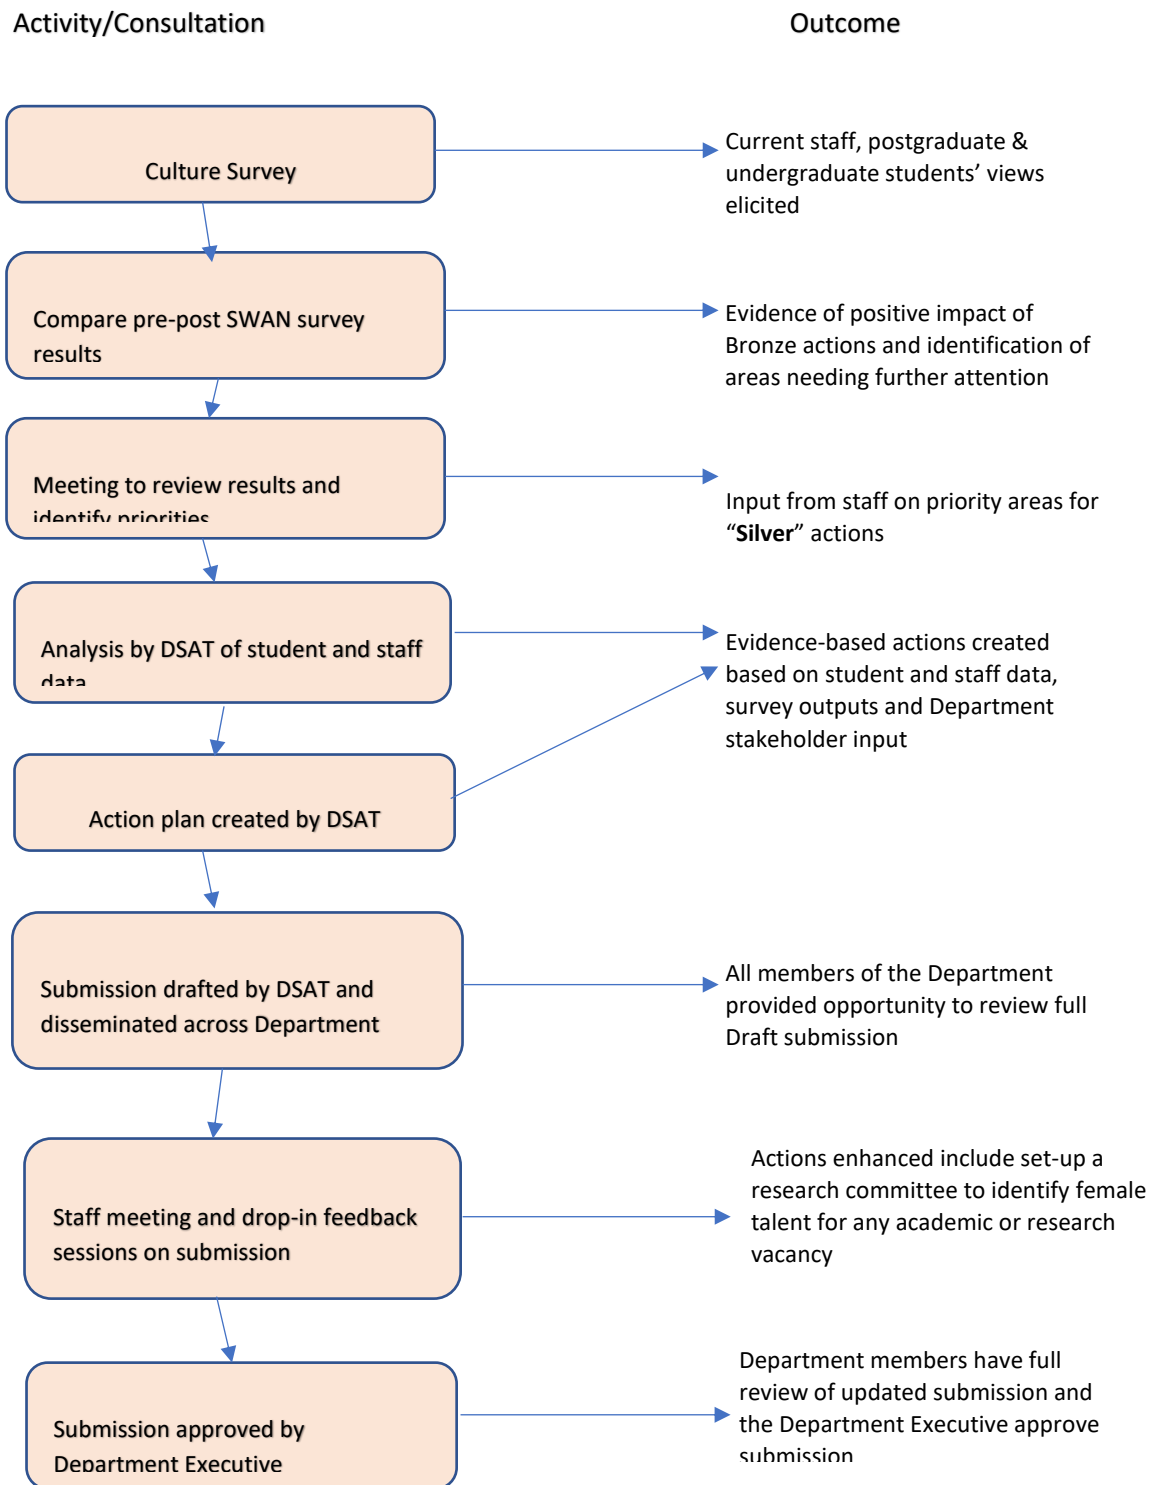 Activity/Consultation
Outcome
Culture Survey
Current staff, postgraduate &
undergraduate students’ views
elicited
Compare pre-post SWAN survey
results
Evidence of positive impact of
Bronze actions and identification of
areas needing further attention
Meeting to review results and
identify priorities
Input from staff on priority areas for
“Silver” actions
Analysis by DSAT of student and staff
data
Evidence-based actions created
based on student and staff data,
survey outputs and Department
stakeholder input
Action plan created by DSAT
Submission drafted by DSAT and
disseminated across Department
All members of the Department
provided opportunity to review full
Draft submission
Staff meeting and drop-in feedback
sessions on submission
Actions enhanced include set-up a
research committee to identify female
talent for any academic or research
vacancy
Submission approved by
Department Executive
Department members have full
review of updated submission and
the Department Executive approve
submission